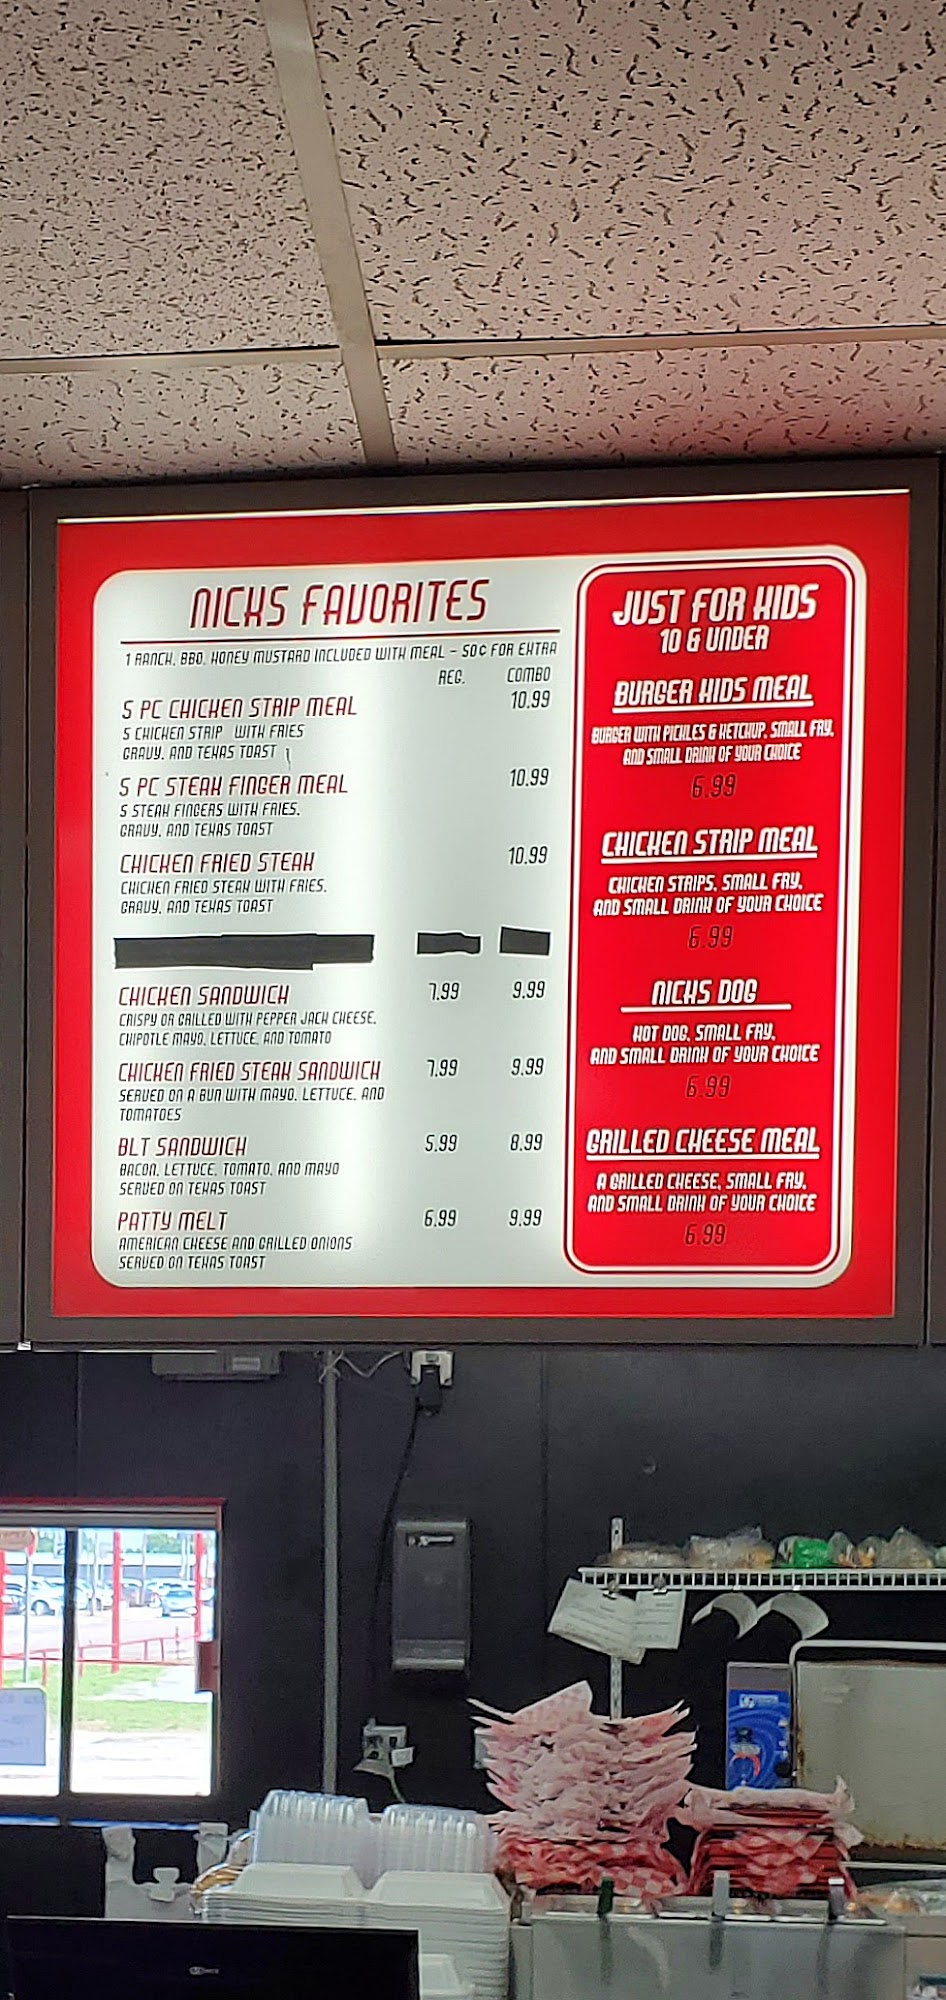 NICKS FAVORITES
1 RANCH, BBQ, HONEY MUSTARD INCLUDED WITH MEAL - 50¢ FOR EXTRA
REG. COMBO
5 PC CHICKEN STRIP MEAL 10.99
5 CHICKEN STRIP WITH FRIES
GRAVY, AND TEXAS TOAST
5 PC STEAK FINGER MEAL 10.99
5 STEAK FINGERS WITH FRIES,
GRAVY, AND TEXAS TOAST
CHICKEN FRIED STEAK 10.99
CHICKEN FRIED STEAK WITH FRIES,
GRAVY, AND TEXAS TOAST
CHICKEN SANDWICH 7.99 9.99
CRISPY OR GRILLED WITH PEPPER JACK CHEESE,
CHIPOTLE MAYO, LETTUCE, AND TOMATO
CHICKEN FRIED STEAK SANDWICH 7.99 9.99
SERVED ON A BUN WITH MAYO, LETTUCE, AND
TOMATOES
BLT SANDWICH 5.99 8.99
BACON, LETTUCE, TOMATO, AND MAYO
SERVED ON TEXAS TOAST
PATTY MELT 6.99 9.99
AMERICAN CHEESE AND GRILLED ONIONS
SERVED ON TEXAS TOAST
JUST FOR KIDS
10 & UNDER
BURGER KIDS MEAL
BURGER WITH PICKLES & KETCHUP, SMALL FRY,
AND SMALL DRINK OF YOUR CHOICE
6.99
CHICKEN STRIP MEAL
CHICKEN STRIPS, SMALL FRY,
AND SMALL DRINK OF YOUR CHOICE
6.99
NICKS DOG
HOT DOG, SMALL FRY,
AND SMALL DRINK OF YOUR CHOICE
6.99
GRILLED CHEESE MEAL
A GRILLED CHEESE, SMALL FRY,
AND SMALL DRINK OF YOUR CHOICE
6.99